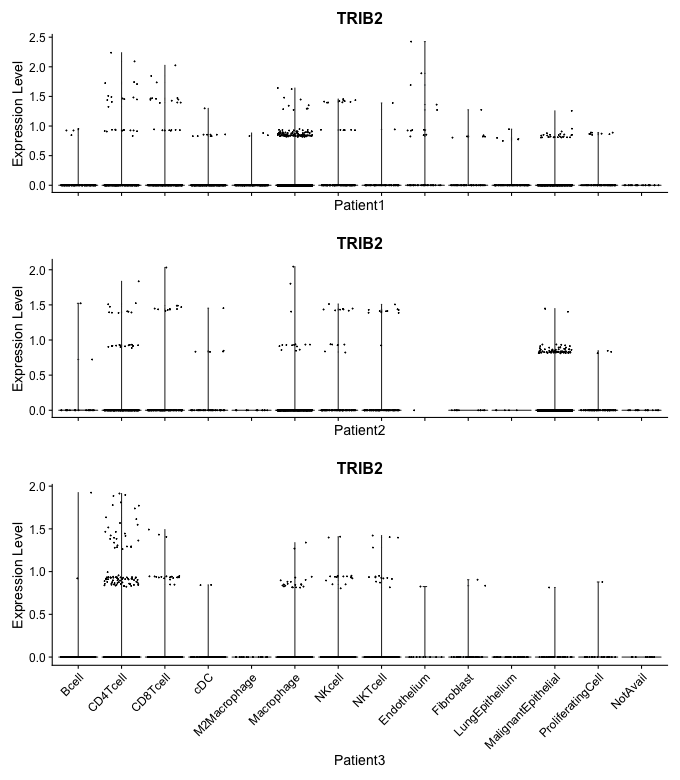 TRIB2
Expression Level
2.5
2.0
1.5
1.0
0.5
0.0
Patient1
TRIB2
Expression Level
2.0
1.5
1.0
0.5
0.0
Patient2
TRIB2
Expression Level
2.0
1.5
1.0
0.5
0.0
Bcell
CD4Tcell
CD8Tcell
cDC
M2Macrophage
Macrophage
NKcell
NKTcell
Endothelium
Fibroblast
LungEpithelium
MalignantEpithelial
ProliferatingCell
NotAvail
Patient3